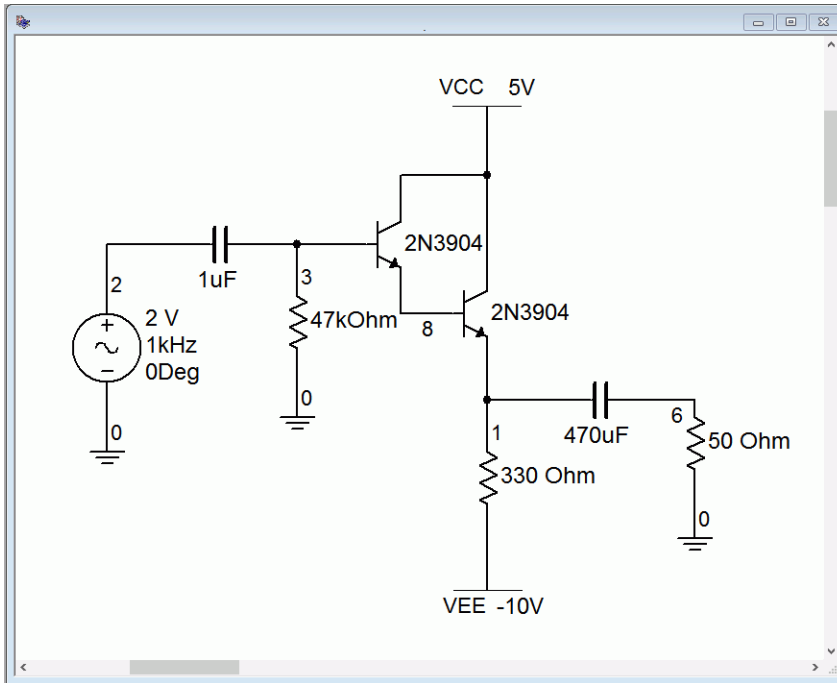 VCC 5V
2N3904
1uF
3
2
47kOhm
2N3904
8
2 V
1kHz
0Deg
0
0
1
470uF
6
50 Ohm
330 Ohm
0
VEE -10V